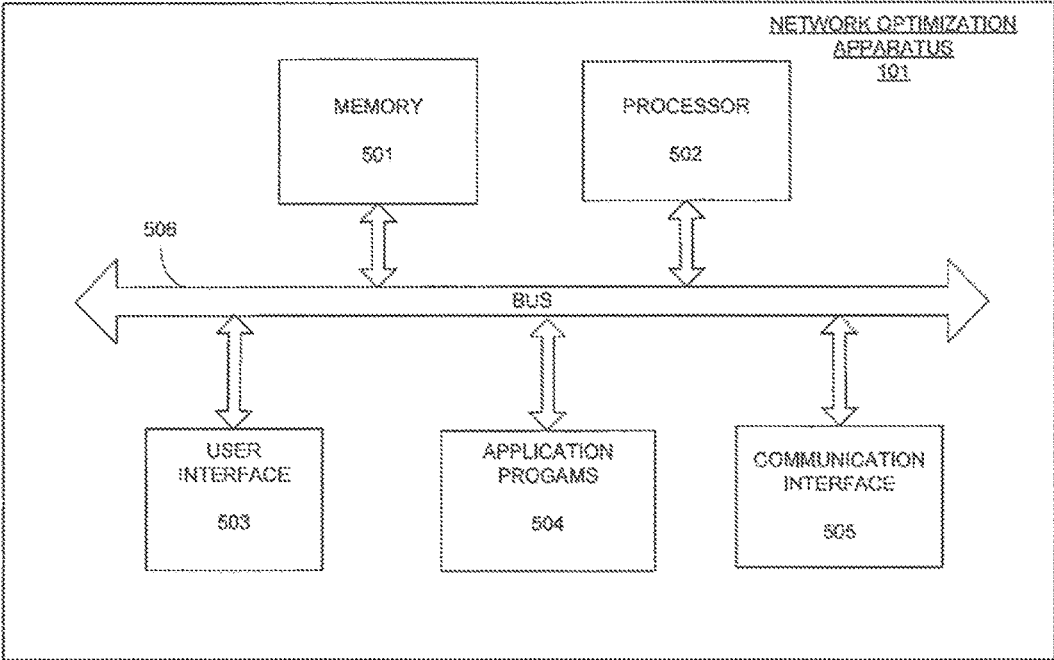 NETWORK OPTIMIZATION
APPARATUS
101
MEMORY
501
PROCESSOR
502
506
BUS
USER
INTERFACE
503
APPLICATION
PROGAMS
504
COMMUNICATION
INTERFACE
505